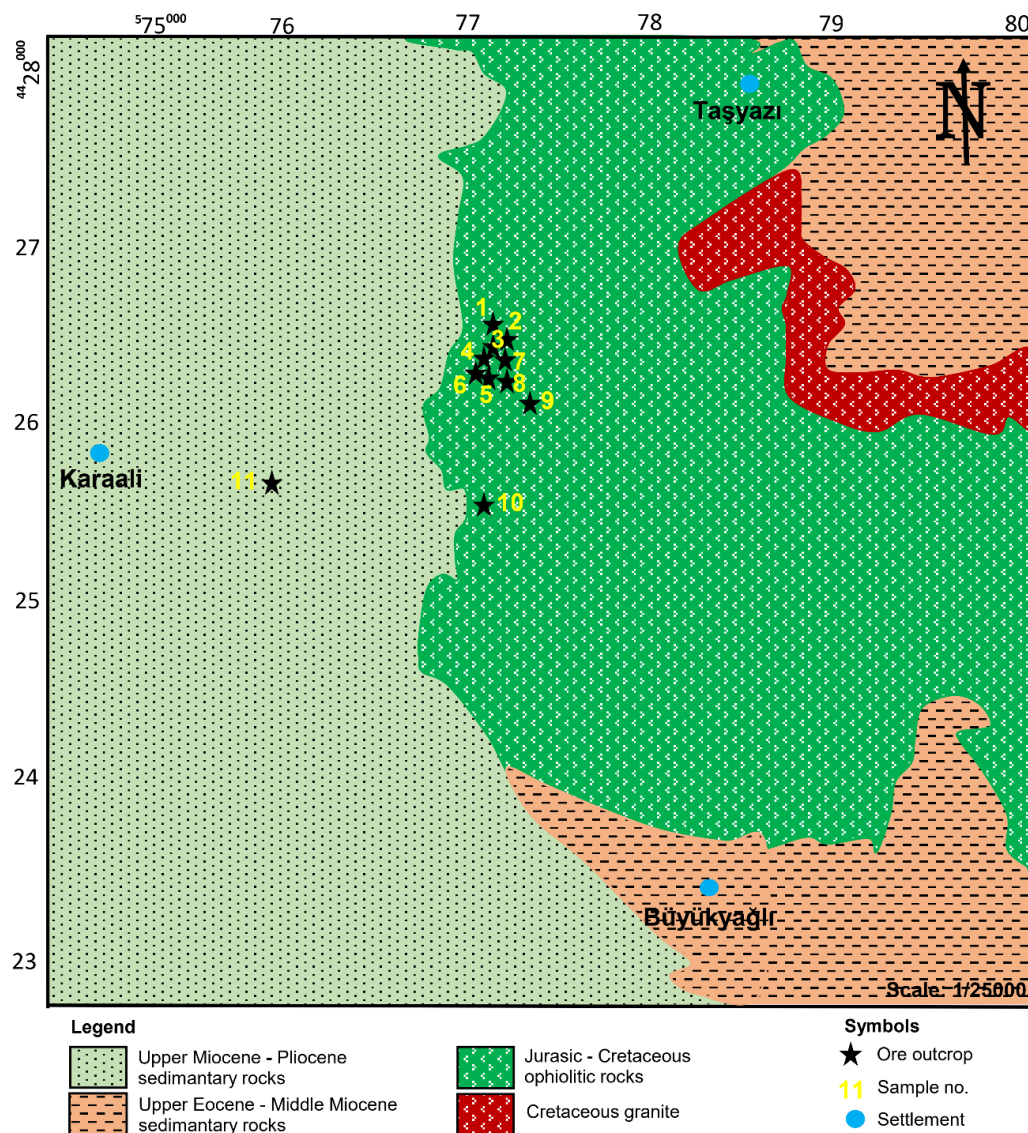 ⁵75⁰⁰⁰ 76 77 78 79 80
⁴⁴28⁰⁰⁰
N
Taşyazı
27
1
2
3
4
7
6
5
8
9
26
Karaali
11
10
25
24
Büyükyağlı
23
Scale: 1/25000
Legend
Upper Miocene - Pliocene
sedimantary rocks
Upper Eocene - Middle Miocene
sedimantary rocks
Jurasic - Cretaceous
ophiolitic rocks
Cretaceous granite
Symbols
Ore outcrop
11 Sample no.
Settlement